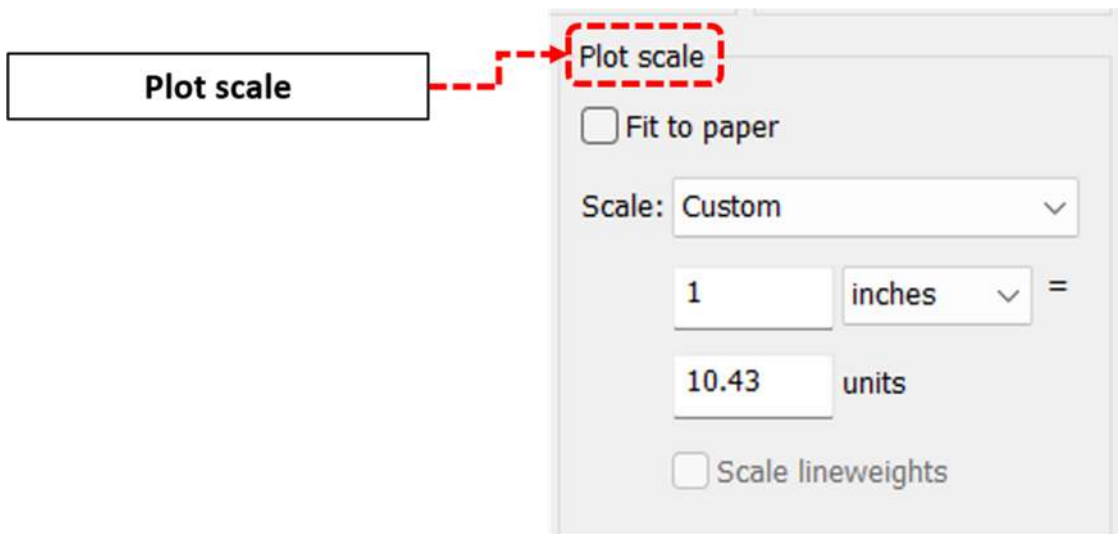 Plot scale
Plot scale
Fit to paper
Scale: Custom
1 inches =
10.43 units
Scale lineweights